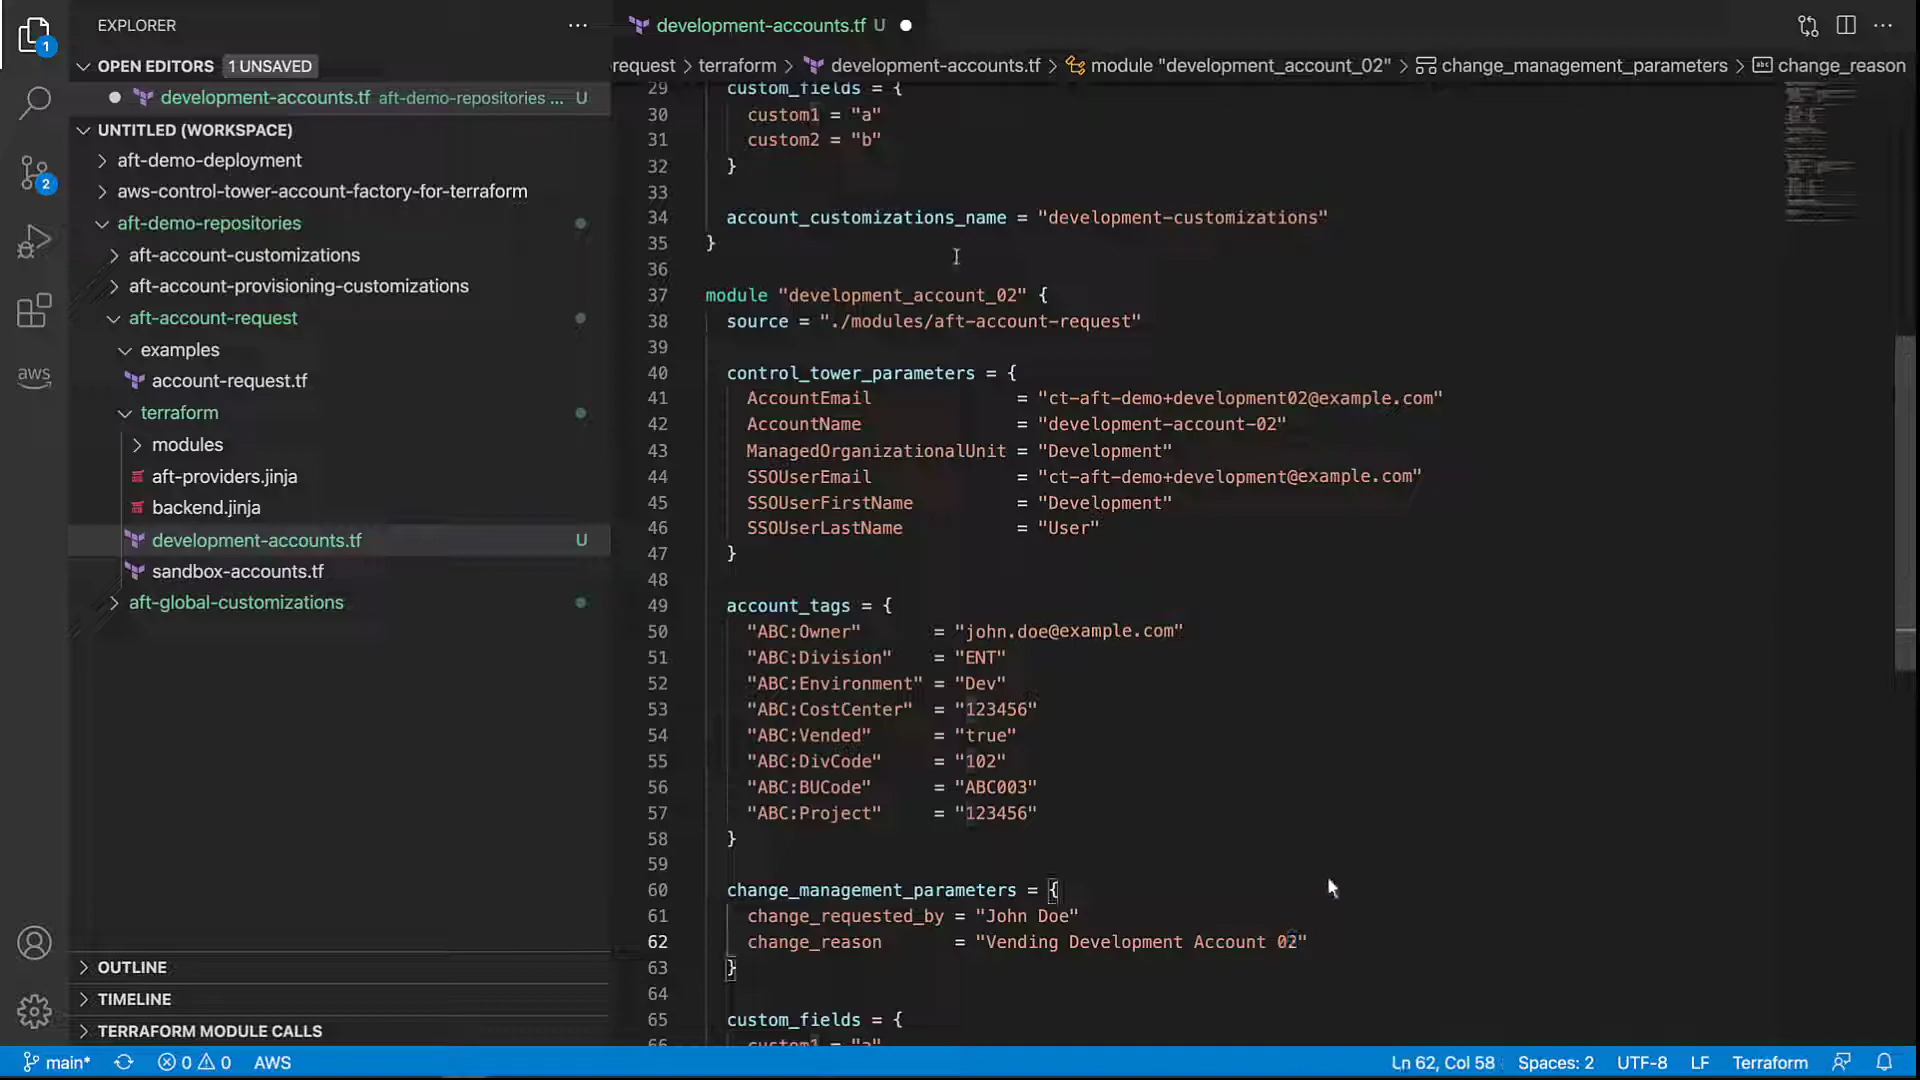 EXPLORER
OPEN EDITORS 1 UNSAVED
development-accounts.tf aft-demo-repositories ... U
UNTITLED (WORKSPACE)
aft-demo-deployment
aws-control-tower-account-factory-for-terraform
aft-demo-repositories
aft-account-customizations
aft-account-provisioning-customizations
aft-account-request
examples
account-request.tf
terraform
modules
aft-providers.jinja
backend.jinja
development-accounts.tf U
sandbox-accounts.tf
aft-global-customizations
OUTLINE
TIMELINE
TERRAFORM MODULE CALLS
1
2
aws
development-accounts.tf U
request > terraform > development-accounts.tf > module "development_account_02" > change_management_parameters > abc change_reason
29 custom_fields = {
30 custom1 = "a"
31 custom2 = "b"
32 }
33
34 account_customizations_name = "development-customizations"
35 }
36
37 module "development_account_02" {
38 source = "./modules/aft-account-request"
39
40 control_tower_parameters = {
41 AccountEmail = "ct-aft-demo+development02@example.com"
42 AccountName = "development-account-02"
43 ManagedOrganizationalUnit = "Development"
44 SSOUserEmail = "ct-aft-demo+development@example.com"
45 SSOUserFirstName = "Development"
46 SSOUserLastName = "User"
47 }
48
49 account_tags = {
50 "ABC:Owner" = "john.doe@example.com"
51 "ABC:Division" = "ENT"
52 "ABC:Environment" = "Dev"
53 "ABC:CostCenter" = "123456"
54 "ABC:Vended" = "true"
55 "ABC:DivCode" = "102"
56 "ABC:BUCode" = "ABC003"
57 "ABC:Project" = "123456"
58 }
59
60 change_management_parameters = {
61 change_requested_by = "John Doe"
62 change_reason = "Vending Development Account 02"
63 }
64
65 custom_fields = {
66 custom1 = "a"
main* 0 0 AWS Ln 62, Col 58 Spaces: 2 UTF-8 LF Terraform